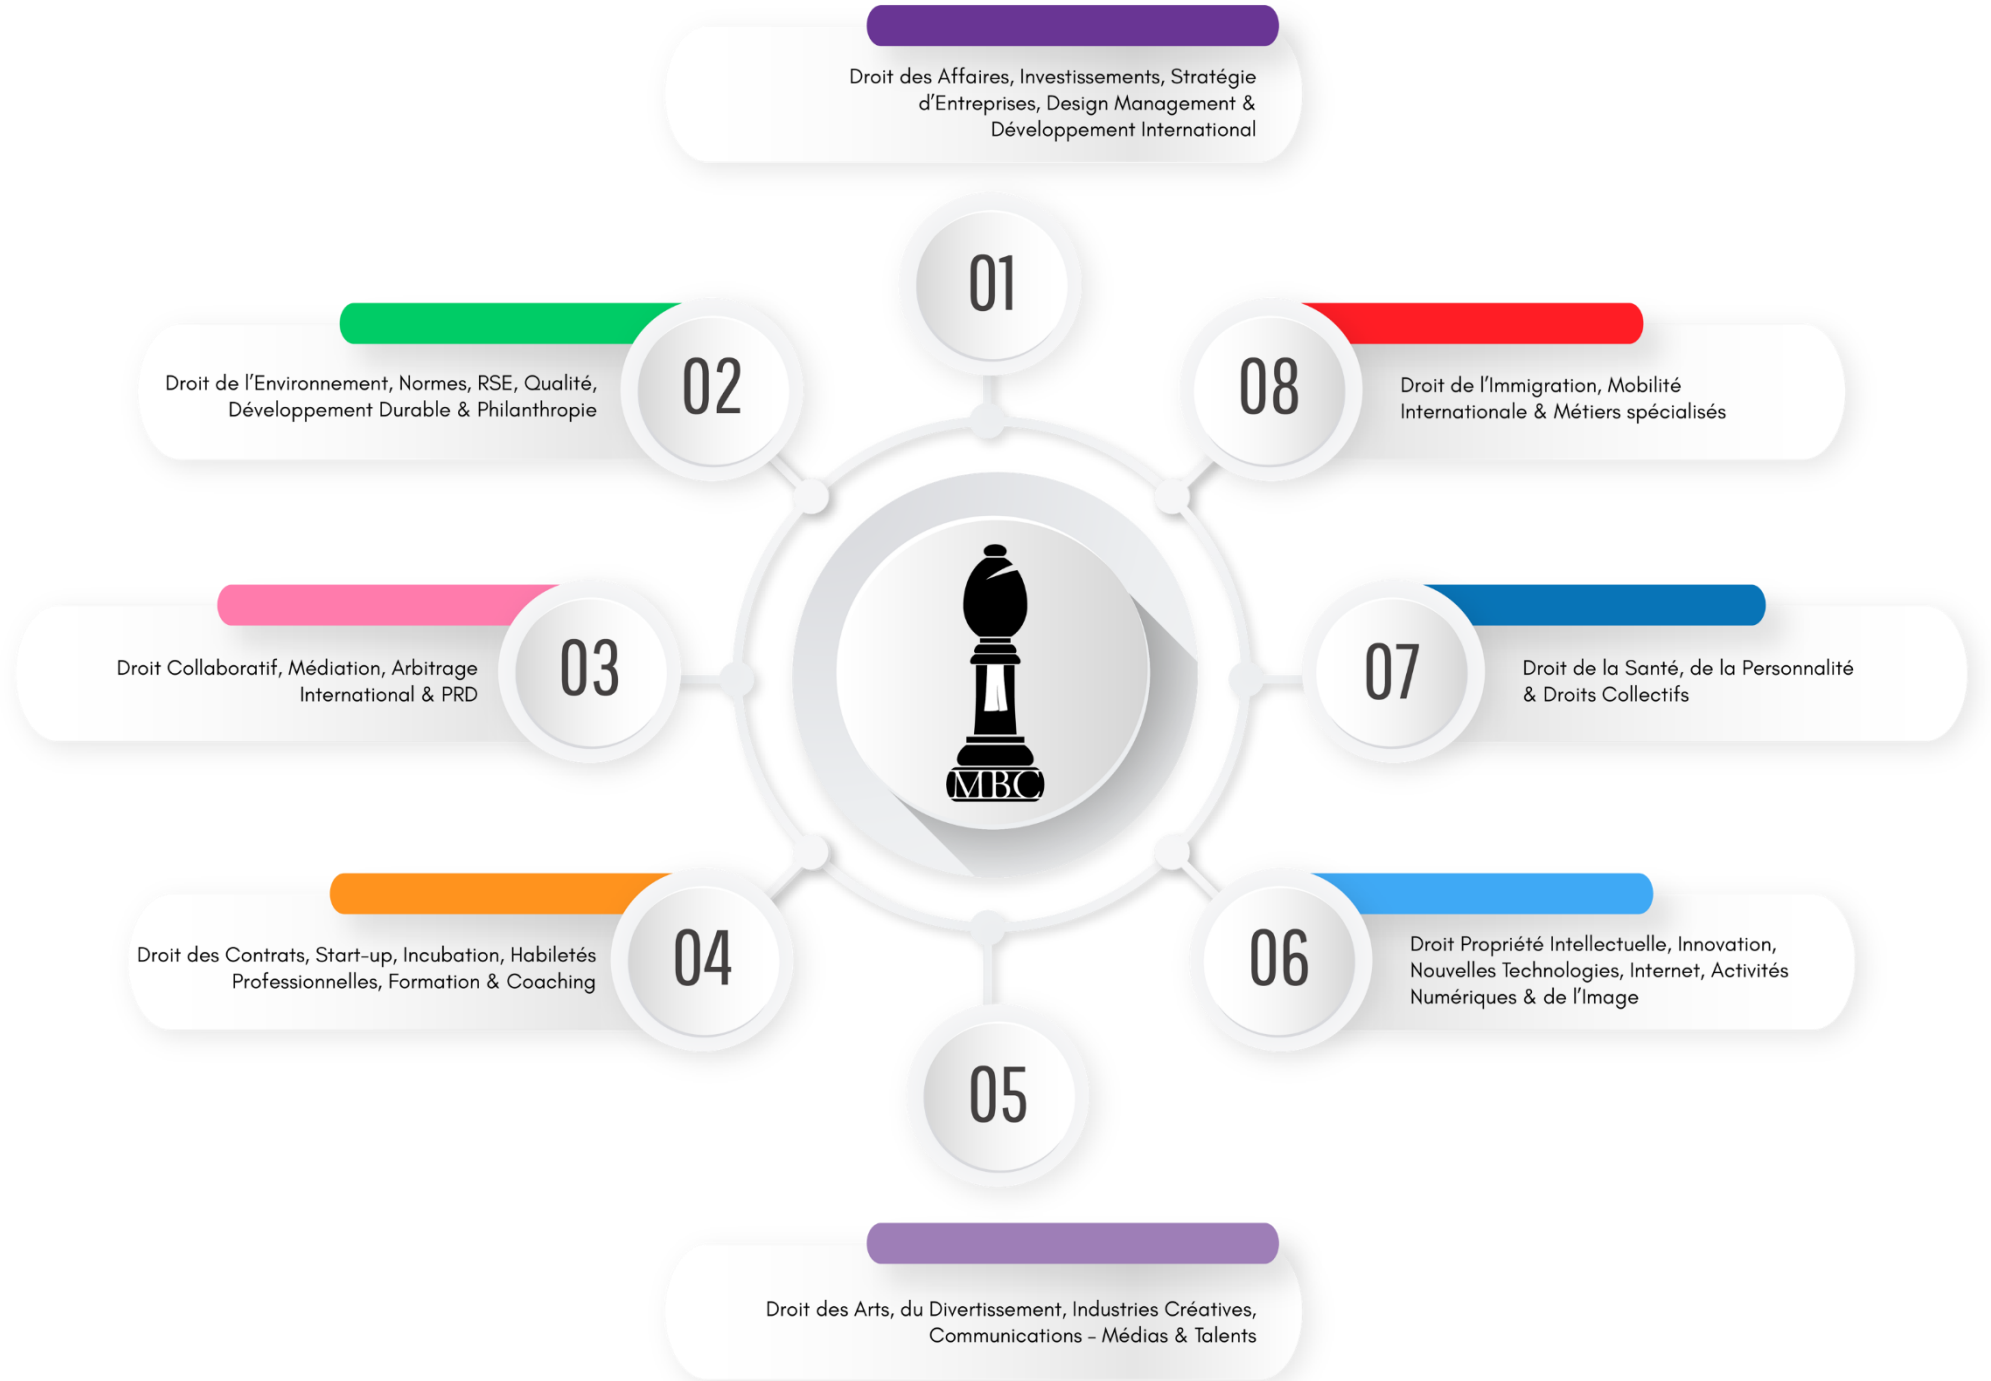 Droit des Affaires, Investissements, Stratégie
d'Entreprises, Design Management &
Développement International
01
02
Droit de l'Environnement, Normes, RSE, Qualité,
Développement Durable & Philanthropie
08
Droit de l'Immigration, Mobilité
Internationale & Métiers spécialisés
03
Droit Collaboratif, Médiation, Arbitrage
International & PRD
07
Droit de la Santé, de la Personnalité
& Droits Collectifs
MBC
04
Droit des Contrats, Start-up, Incubation, Habiletés
Professionnelles, Formation & Coaching
06
Droit Propriété Intellectuelle, Innovation,
Nouvelles Technologies, Internet, Activités
Numériques & de l'Image
05
Droit des Arts, du Divertissement, Industries Créatives,
Communications - Médias & Talents